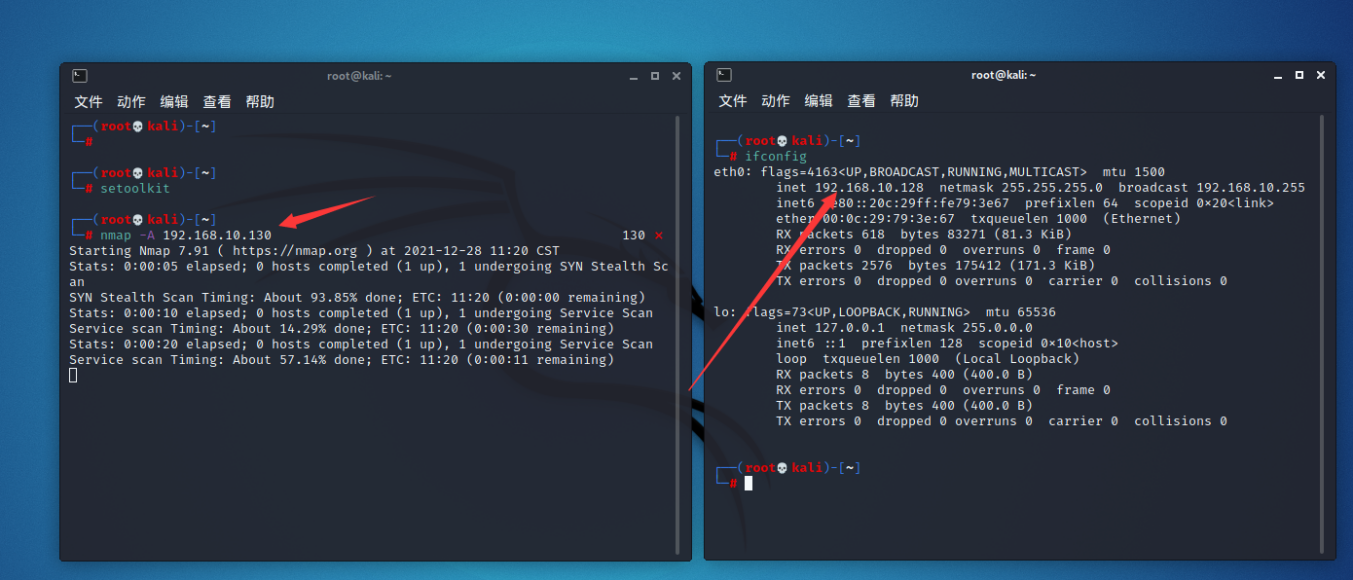 root@kali: ~
文件 动作 编辑 查看 帮助
┌──(root💀kali)-[~]
└─#
┌──(root💀kali)-[~]
└─# setoolkit
┌──(root💀kali)-[~]
└─# nmap -A 192.168.10.130 130 ⨯
Starting Nmap 7.91 ( https://nmap.org ) at 2021-12-28 11:20 CST
Stats: 0:00:05 elapsed; 0 hosts completed (1 up), 1 undergoing SYN Stealth Sc
an
SYN Stealth Scan Timing: About 93.85% done; ETC: 11:20 (0:00:00 remaining)
Stats: 0:00:10 elapsed; 0 hosts completed (1 up), 1 undergoing Service Scan
Service scan Timing: About 14.29% done; ETC: 11:20 (0:00:30 remaining)
Stats: 0:00:20 elapsed; 0 hosts completed (1 up), 1 undergoing Service Scan
Service scan Timing: About 57.14% done; ETC: 11:20 (0:00:11 remaining)
root@kali: ~
文件 动作 编辑 查看 帮助
┌──(root💀kali)-[~]
└─# ifconfig
eth0: flags=4163<UP,BROADCAST,RUNNING,MULTICAST> mtu 1500
inet 192.168.10.128 netmask 255.255.255.0 broadcast 192.168.10.255
inet6 fe80::20c:29ff:fe79:3e67 prefixlen 64 scopeid 0×20<link>
ether 00:0c:29:79:3e:67 txqueuelen 1000 (Ethernet)
RX packets 618 bytes 83271 (81.3 KiB)
RX errors 0 dropped 0 overruns 0 frame 0
TX packets 2576 bytes 175412 (171.3 KiB)
TX errors 0 dropped 0 overruns 0 carrier 0 collisions 0
lo: flags=73<UP,LOOPBACK,RUNNING> mtu 65536
inet 127.0.0.1 netmask 255.0.0.0
inet6 ::1 prefixlen 128 scopeid 0×10<host>
loop txqueuelen 1000 (Local Loopback)
RX packets 8 bytes 400 (400.0 B)
RX errors 0 dropped 0 overruns 0 frame 0
TX packets 8 bytes 400 (400.0 B)
TX errors 0 dropped 0 overruns 0 carrier 0 collisions 0
┌──(root💀kali)-[~]
└─#